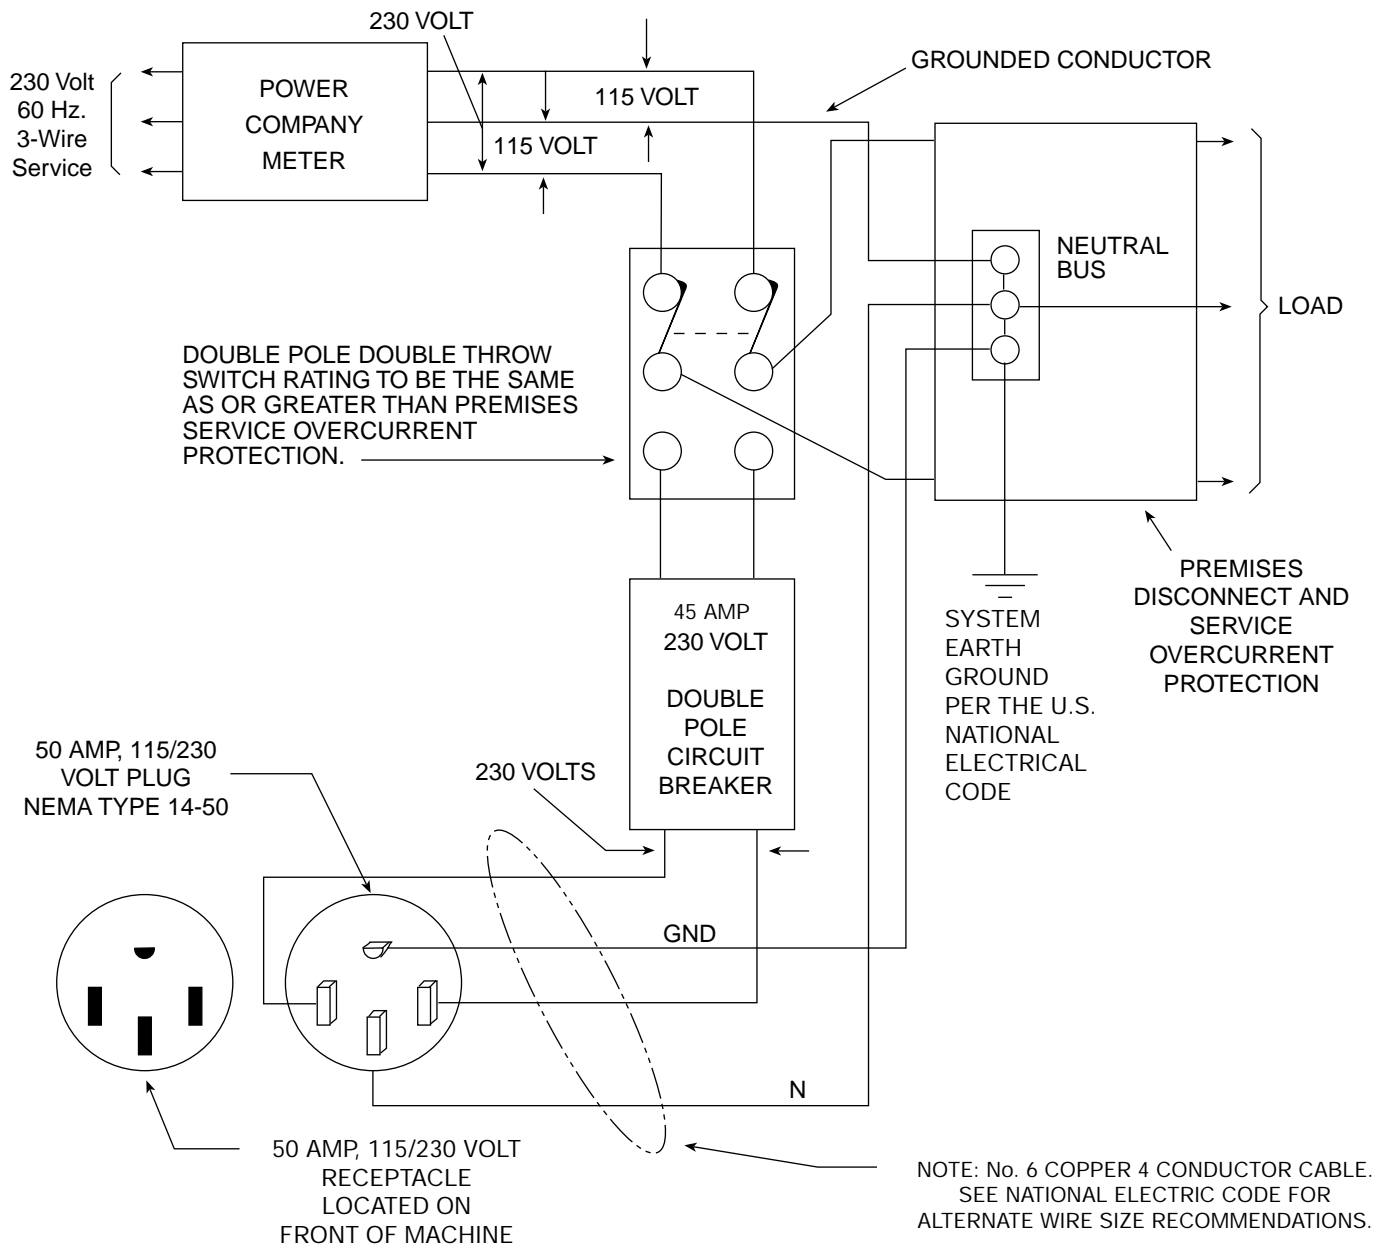 230 VOLT
GROUNDED CONDUCTOR
230 Volt
60 Hz.
3-Wire
Service
POWER
COMPANY
METER
115 VOLT
115 VOLT
NEUTRAL
BUS
LOAD
DOUBLE POLE DOUBLE THROW
SWITCH RATING TO BE THE SAME
AS OR GREATER THAN PREMISES
SERVICE OVERCURRENT
PROTECTION.
PREMISES
DISCONNECT AND
SERVICE
OVERCURRENT
PROTECTION
45 AMP
230 VOLT
DOUBLE
POLE
CIRCUIT
BREAKER
SYSTEM
EARTH
GROUND
PER THE U.S.
NATIONAL
ELECTRICAL
CODE
50 AMP, 115/230
VOLT PLUG
NEMA TYPE 14-50
230 VOLTS
GND
N
50 AMP, 115/230 VOLT
RECEPTACLE
LOCATED ON
FRONT OF MACHINE
NOTE: No. 6 COPPER 4 CONDUCTOR CABLE.
SEE NATIONAL ELECTRIC CODE FOR
ALTERNATE WIRE SIZE RECOMMENDATIONS.